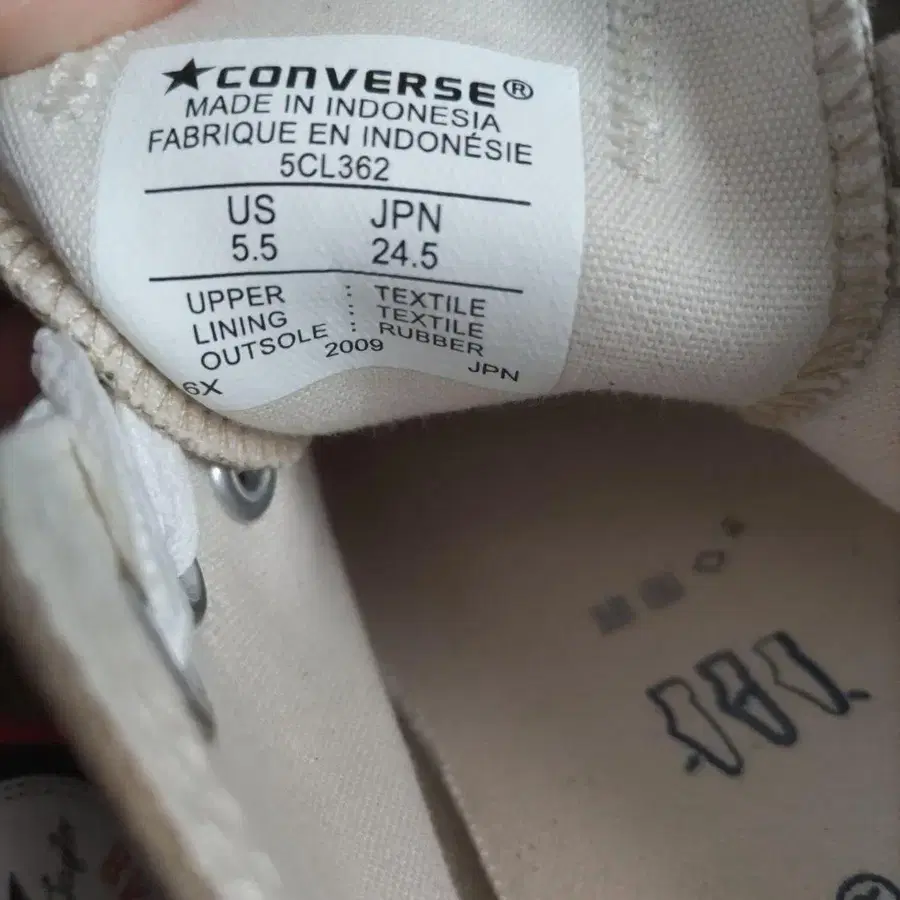 ★CONVERSE®
MADE IN INDONESIA
FABRIQUE EN INDONÉSIE
5CL362
US JPN
5.5 24.5
UPPER : TEXTILE
LINING : TEXTILE
OUTSOLE : RUBBER
2009 JPN
6X